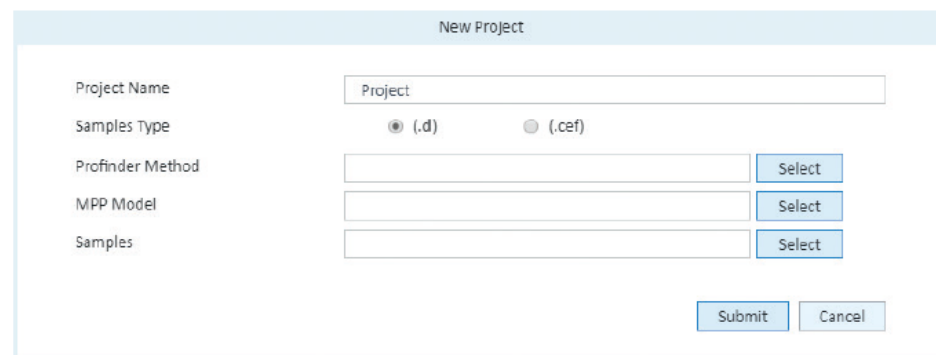 New Project
Project Name Project
Samples Type (.d) (.cef)
Profinder Method Select
MPP Model Select
Samples Select
Submit Cancel